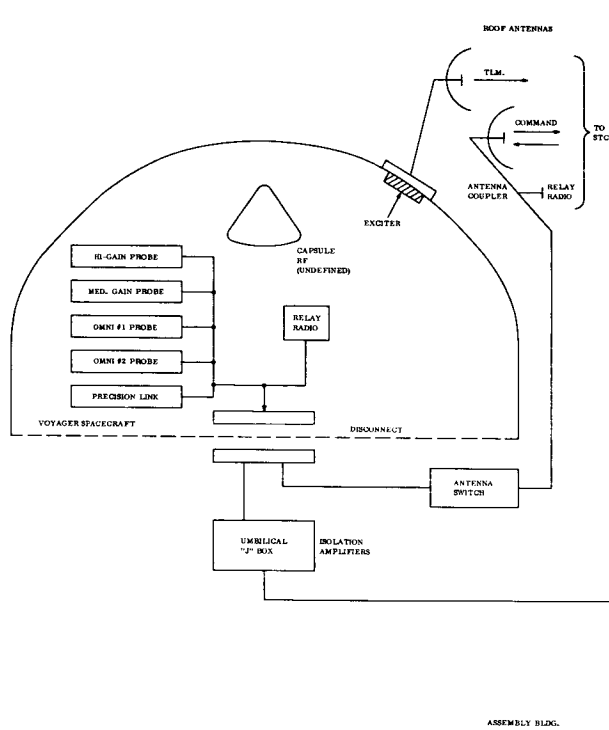 ROOF ANTENNAS
TLM.
COMMAND
TO
STC
ANTENNA
COUPLER
RELAY
RADIO
EXCITER
CAPSULE
RF
(UNDEFINED)
HI-GAIN PROBE
MED. GAIN PROBE
OMNI #1 PROBE
OMNI #2 PROBE
PRECISION LINK
RELAY
RADIO
VOYAGER SPACECRAFT
DISCONNECT
ANTENNA
SWITCH
UMBILICAL
"J" BOX
ISOLATION
AMPLIFIERS
ASSEMBLY BLDG.